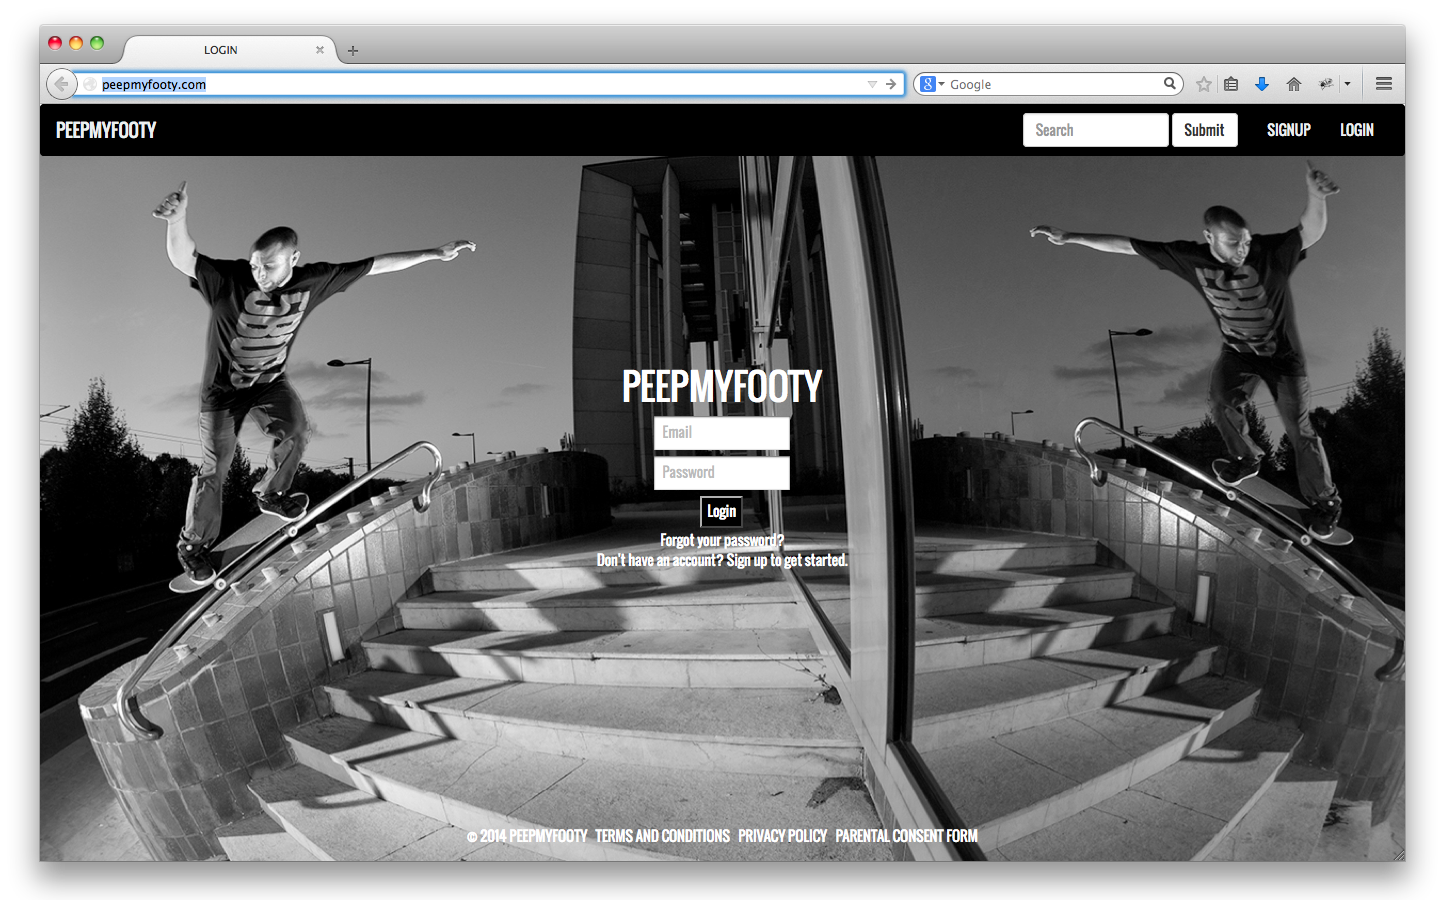 LOGIN
peepmyfooty.com
Google
PEEPMYFOOTY
Search
Submit
SIGNUP
LOGIN
PEEPMYFOOTY
Email
Password
Login
Forgot your password?
Don't have an account? Sign up to get started.
© 2014 PEEPMYFOOTY TERMS AND CONDITIONS PRIVACY POLICY PARENTAL CONSENT FORM